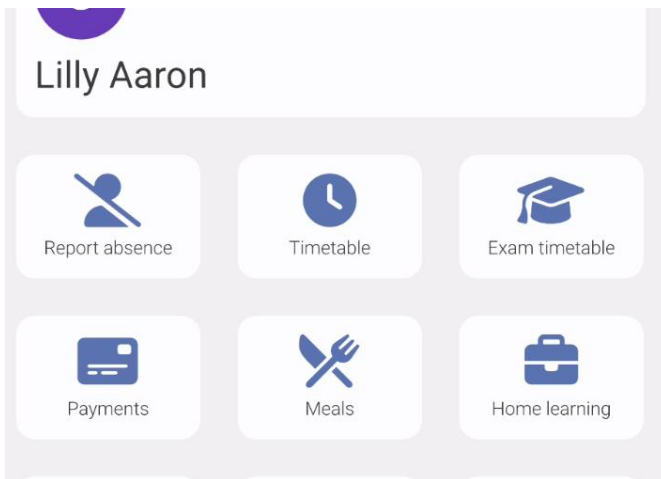 Lilly Aaron
Report absence
Timetable
Exam timetable
Payments
Meals
Home learning